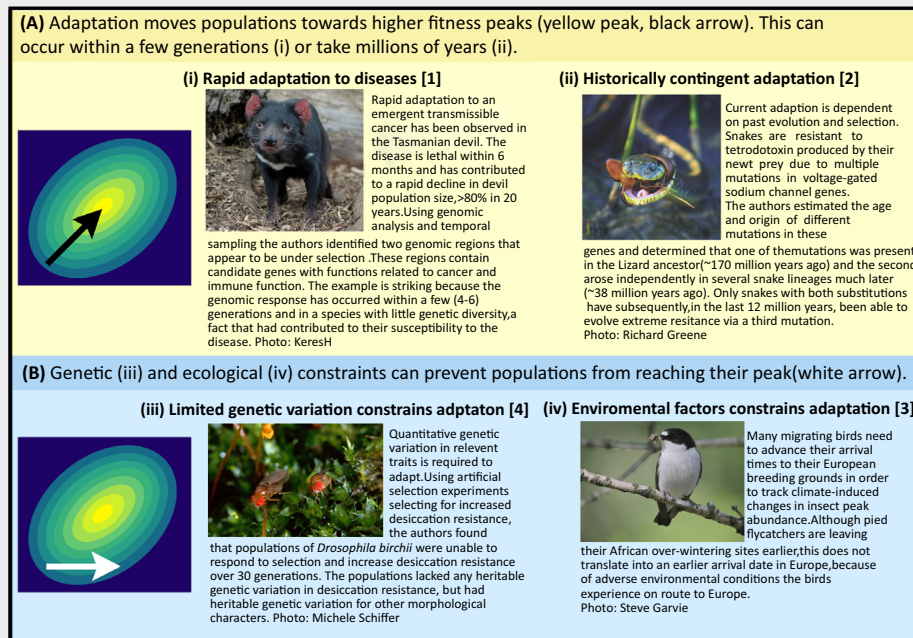 (A) Adaptation moves populations towards higher fitness peaks (yellow peak, black arrow). This can
occur within a few generations (i) or take millions of years (ii).
(i) Rapid adaptation to diseases [1]
Rapid adaptation to an
emergent transmissible
cancer has been observed in
the Tasmanian devil. The
disease is lethal within 6
months and has contributed
to a rapid decline in devil
population size,>80% in 20
years.Using genomic
analysis and temporal
sampling the authors identified two genomic regions that
appear to be under selection .These regions contain
candidate genes with functions related to cancer and
immune function. The example is striking because the
genomic response has occurred within a few (4-6)
generations and in a species with little genetic diversity,a
fact that had contributed to their susceptibility to the
disease. Photo: KeresH
(ii) Historically contingent adaptation [2]
Current adaption is dependent
on past evolution and selection.
Snakes are resistant to
tetrodotoxin produced by their
newt prey due to multiple
mutations in voltage-gated
sodium channel genes.
The authors estimated the age
and origin of different
mutations in these
genes and determined that one of themutations was present
in the Lizard ancestor(~170 million years ago) and the second
arose independently in several snake lineages much later
(~38 million years ago). Only snakes with both substitutions
have subsequently,in the last 12 million years, been able to
evolve extreme resitance via a third mutation.
Photo: Richard Greene
(B) Genetic (iii) and ecological (iv) constraints can prevent populations from reaching their peak(white arrow).
(iii) Limited genetic variation constrains adptaton [4]
Quantitative genetic
variation in relevent
traits is required to
adapt.Using artificial
selection experiments
selecting for increased
desiccation resistance,
the authors found
that populations of Drosophila birchii were unable to
respond to selection and increase desiccation resistance
over 30 generations. The populations lacked any heritable
genetic variation in desiccation resistance, but had
heritable genetic variation for other morphological
characters. Photo: Michele Schiffer
(iv) Enviromental factors constrains adaptation [3]
Many migrating birds need
to advance their arrival
times to their European
breeding grounds in order
to track climate-induced
changes in insect peak
abundance.Although pied
flycatchers are leaving
their African over-wintering sites earlier,this does not
translate into an earlier arrival date in Europe,because
of adverse environmental conditions the birds
experience on route to Europe.
Photo: Steve Garvie